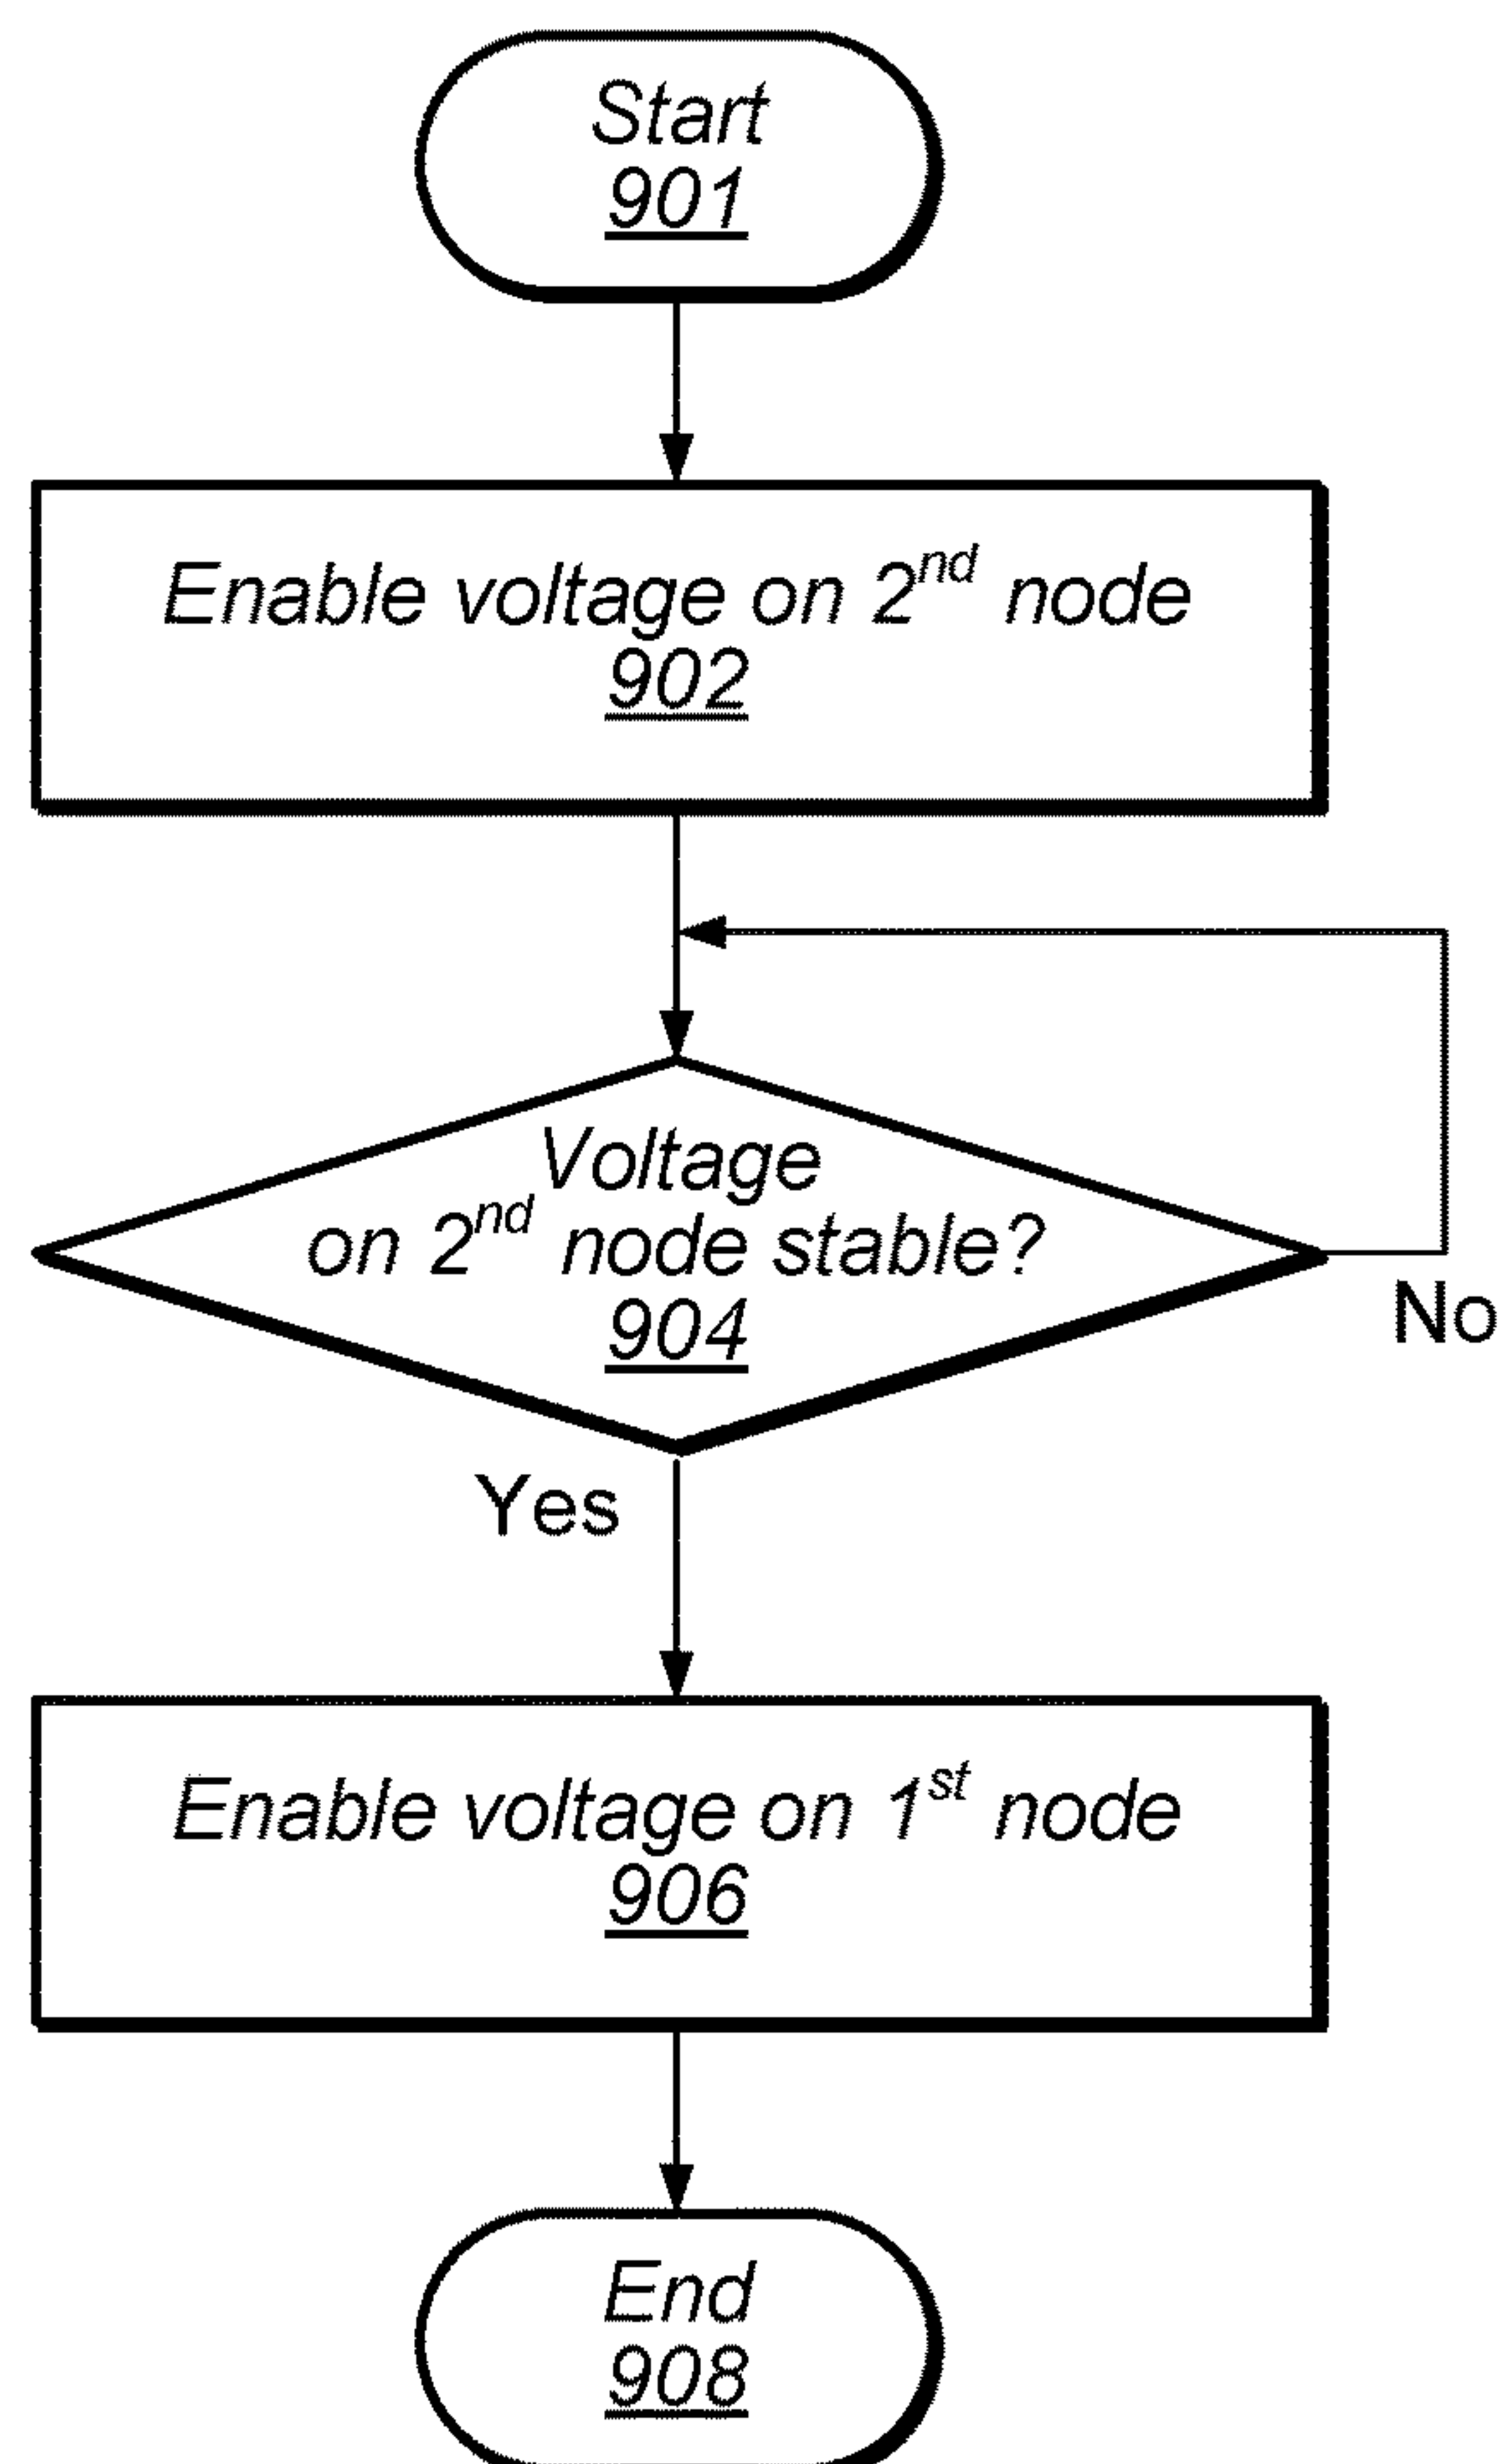 Start
901
Enable voltage on 2nd node
902
Voltage
on 2nd node stable?
904
No
Yes
Enable voltage on 1st node
906
End
908